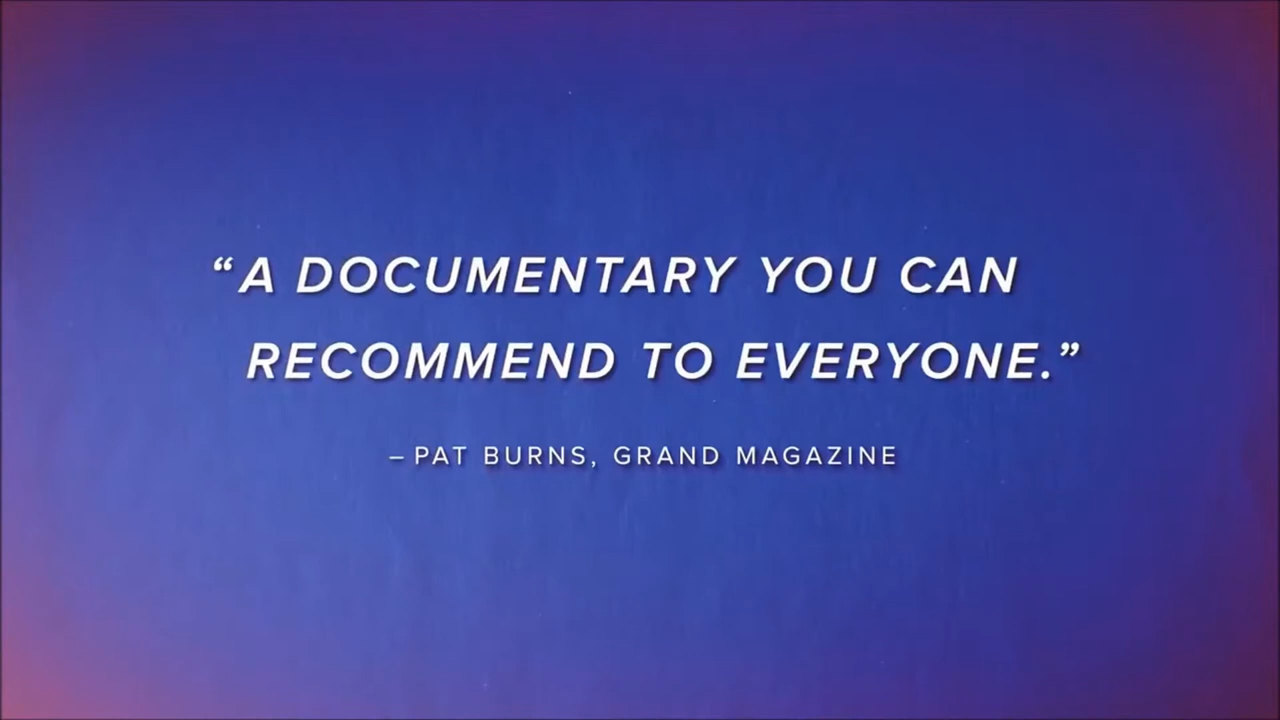 “A DOCUMENTARY YOU CAN
RECOMMEND TO EVERYONE.”
– PAT BURNS, GRAND MAGAZINE